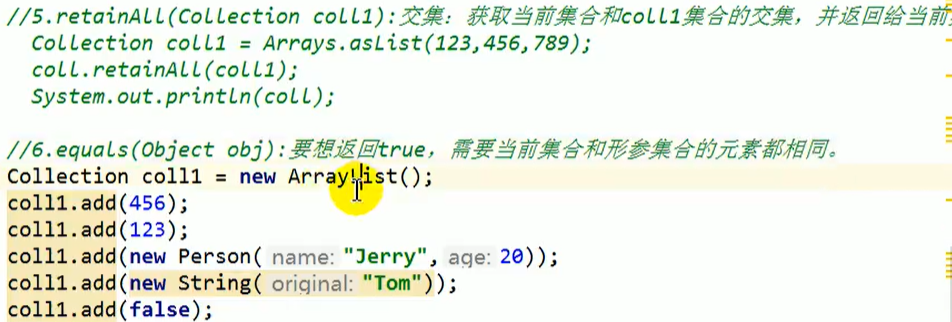 //5.retainAll(Collection coll1):交集：获取当前集合和coll1集合的交集，并返回给当前
Collection coll1 = Arrays.asList(123,456,789);
coll.retainAll(coll1);
System.out.println(coll);
//6.equals(Object obj):要想返回true，需要当前集合和形参集合的元素都相同。
Collection coll1 = new ArrayList();
coll1.add(456);
coll1.add(123);
coll1.add(new Person( name: "Jerry", age: 20));
coll1.add(new String( original: "Tom"));
coll1.add(false);